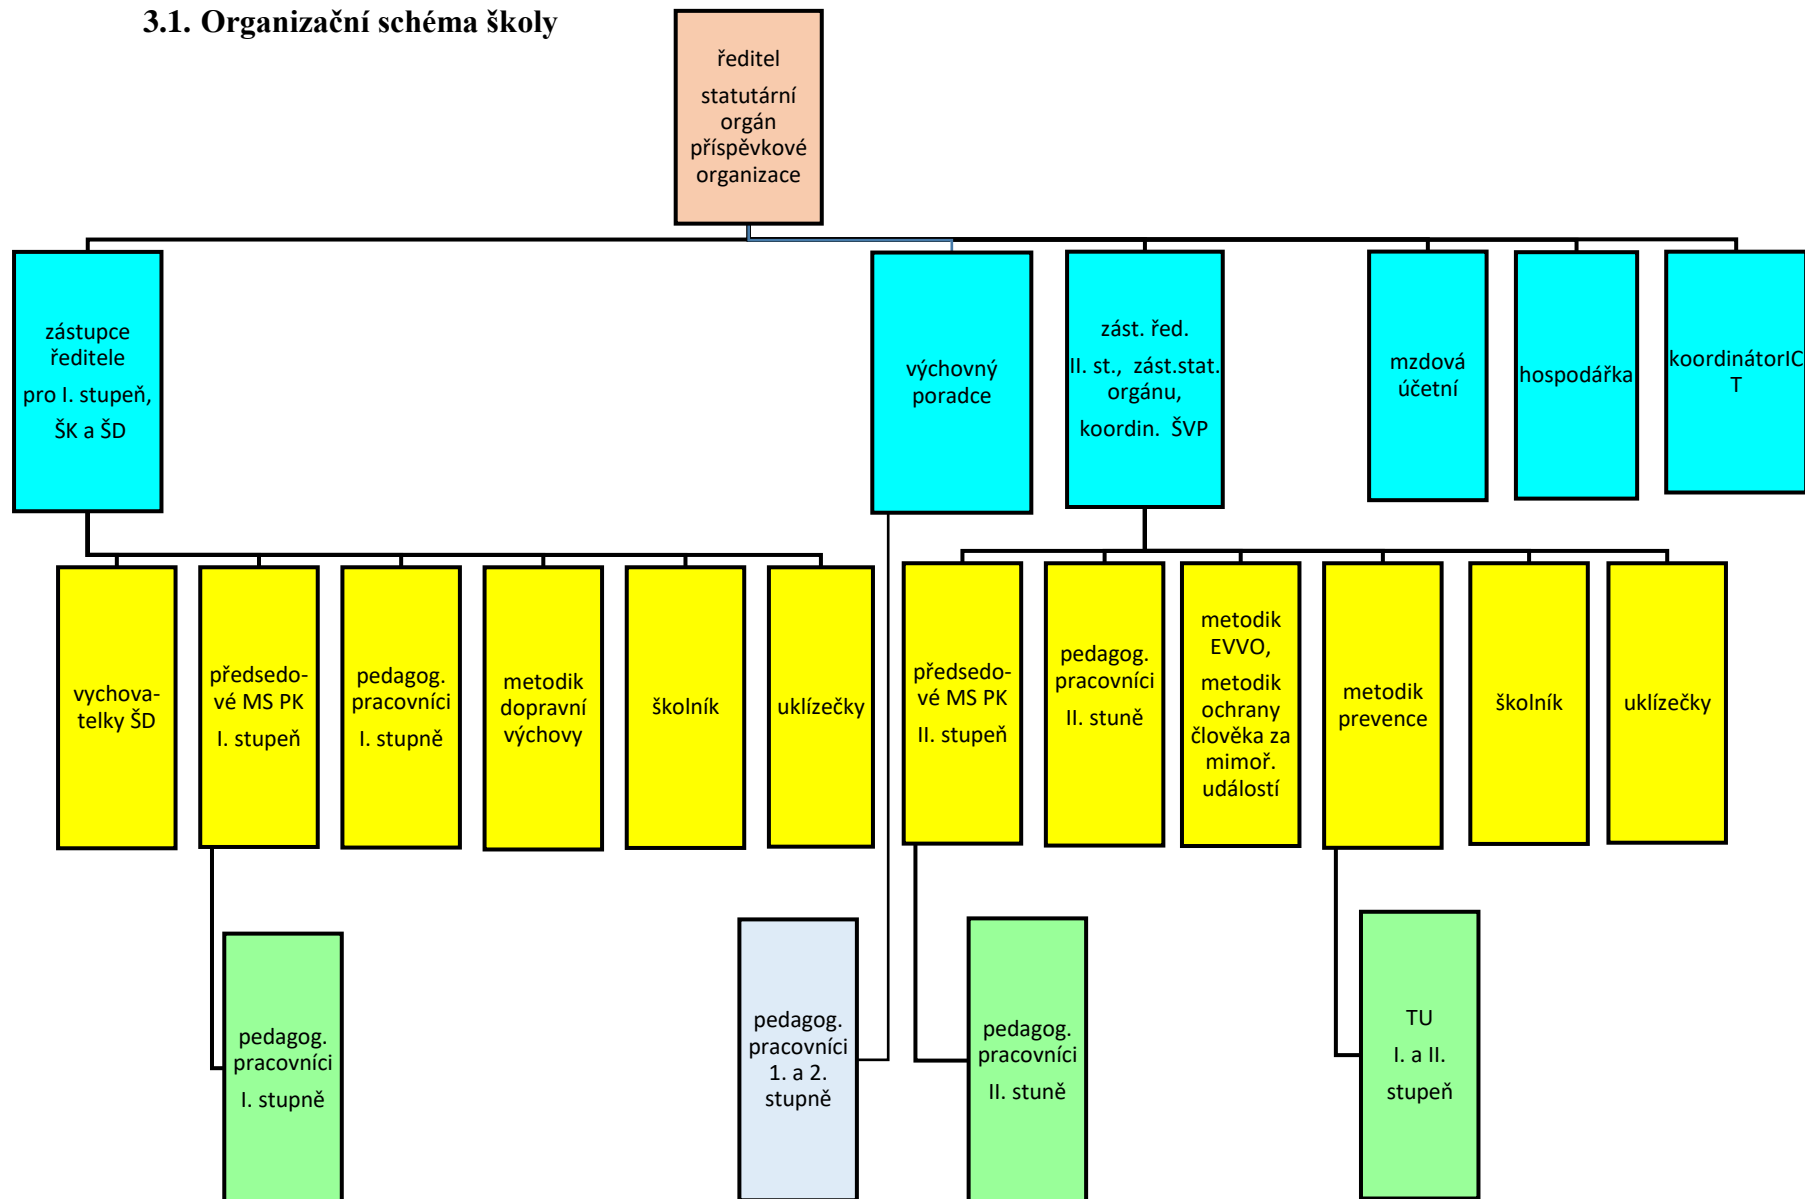 3.1. Organizační schéma školy
ředitel
statutární
orgán
příspěvkové
organizace
zástupce
ředitele
pro I. stupeň,
ŠK a ŠD
výchovný
poradce
zást. řed.
II. st.,  zást.stat.
orgánu,
koordin.  ŠVP
mzdová
účetní
hospodářka
koordinátorIC
T
vychova-
telky ŠD
předsedo-
vé MS PK
I. stupeň
pedagog.
pracovníci
I. stupně
metodik
dopravní
výchovy
školník
uklízečky
předsedo-
vé MS PK
II. stupeň
pedagog.
pracovníci
II. stuně
metodik
EVVO,
metodik
ochrany
člověka za
mimoř.
událostí
metodik
prevence
školník
uklízečky
pedagog.
pracovníci
I. stupně
pedagog.
pracovníci
1. a 2.
stupně
pedagog.
pracovníci
II. stuně
TU
I. a II.
stupeň